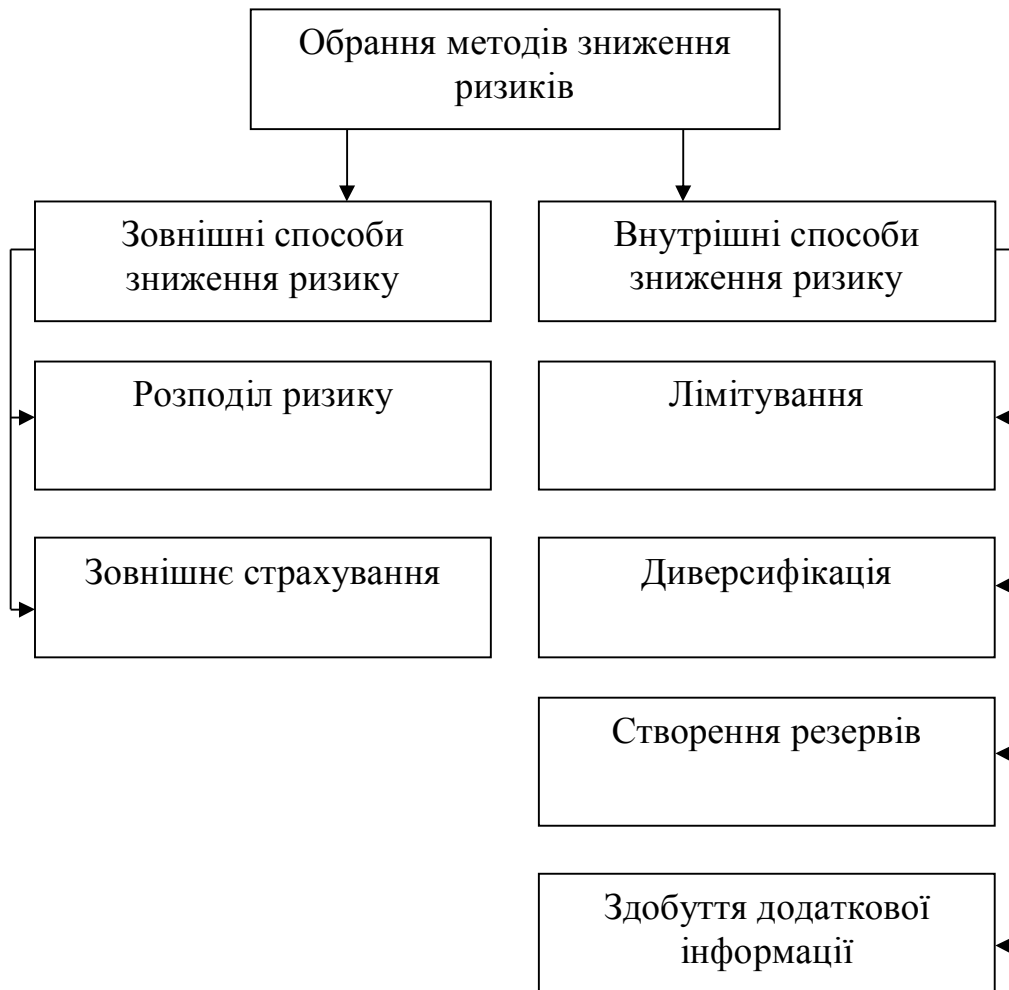 Обрання методів зниження
ризиків
Зовнішні способи
зниження ризику
Внутрішні способи
зниження ризику
Розподіл ризику
Лімітування
Зовнішнє страхування
Диверсифікація
Створення резервів
Здобуття додаткової
інформації